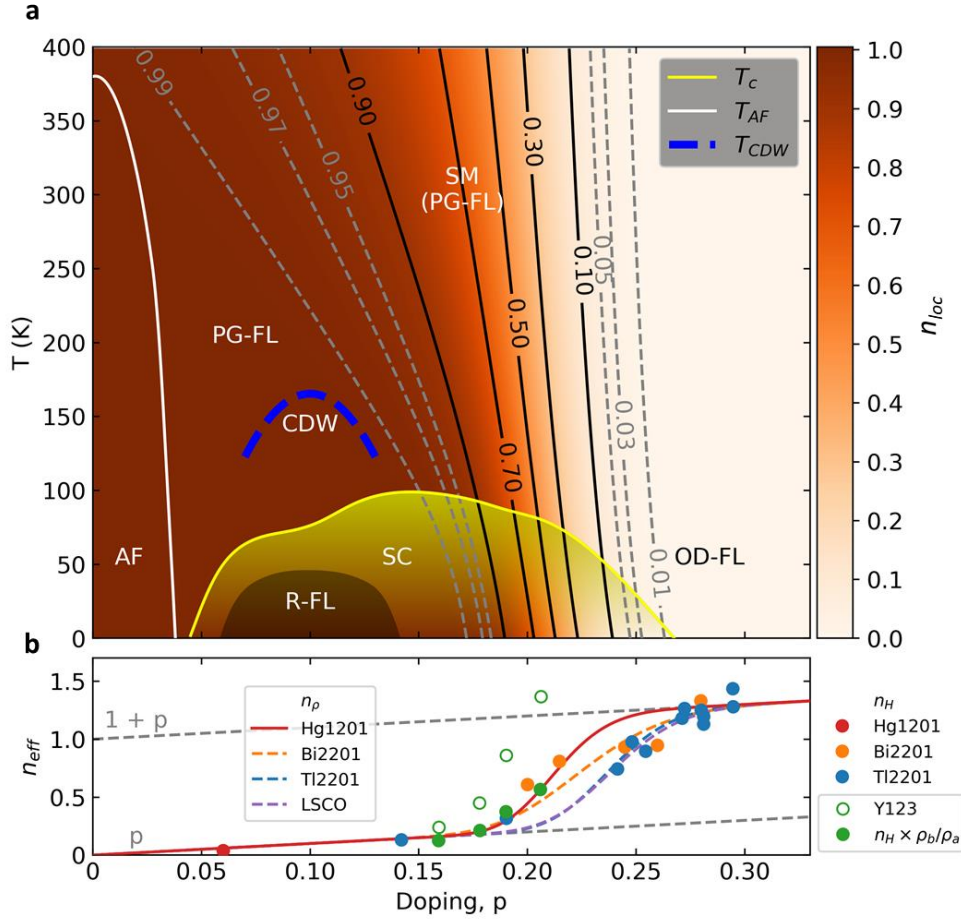 a
400
350
300
250
200
150
100
50
0
T (K)
0.99
0.97
0.95
0.90
0.70
0.50
0.30
0.10
0.05
0.03
0.01
SM
(PG-FL)
PG-FL
CDW
AF
SC
R-FL
OD-FL
T_c
T_AF
T_CDW
1.0
0.9
0.8
0.7
0.6
0.5
0.4
0.3
0.2
0.1
0.0
n_loc
b
1.5
1.0
0.5
0
n_eff
1 + p
p
n_ρ
Hg1201
Bi2201
Tl2201
LSCO
0
0.05
0.10
0.15
0.20
0.25
0.30
Doping, p
n_H
Hg1201
Bi2201
Tl2201
Y123
n_H × ρ_b/ρ_a